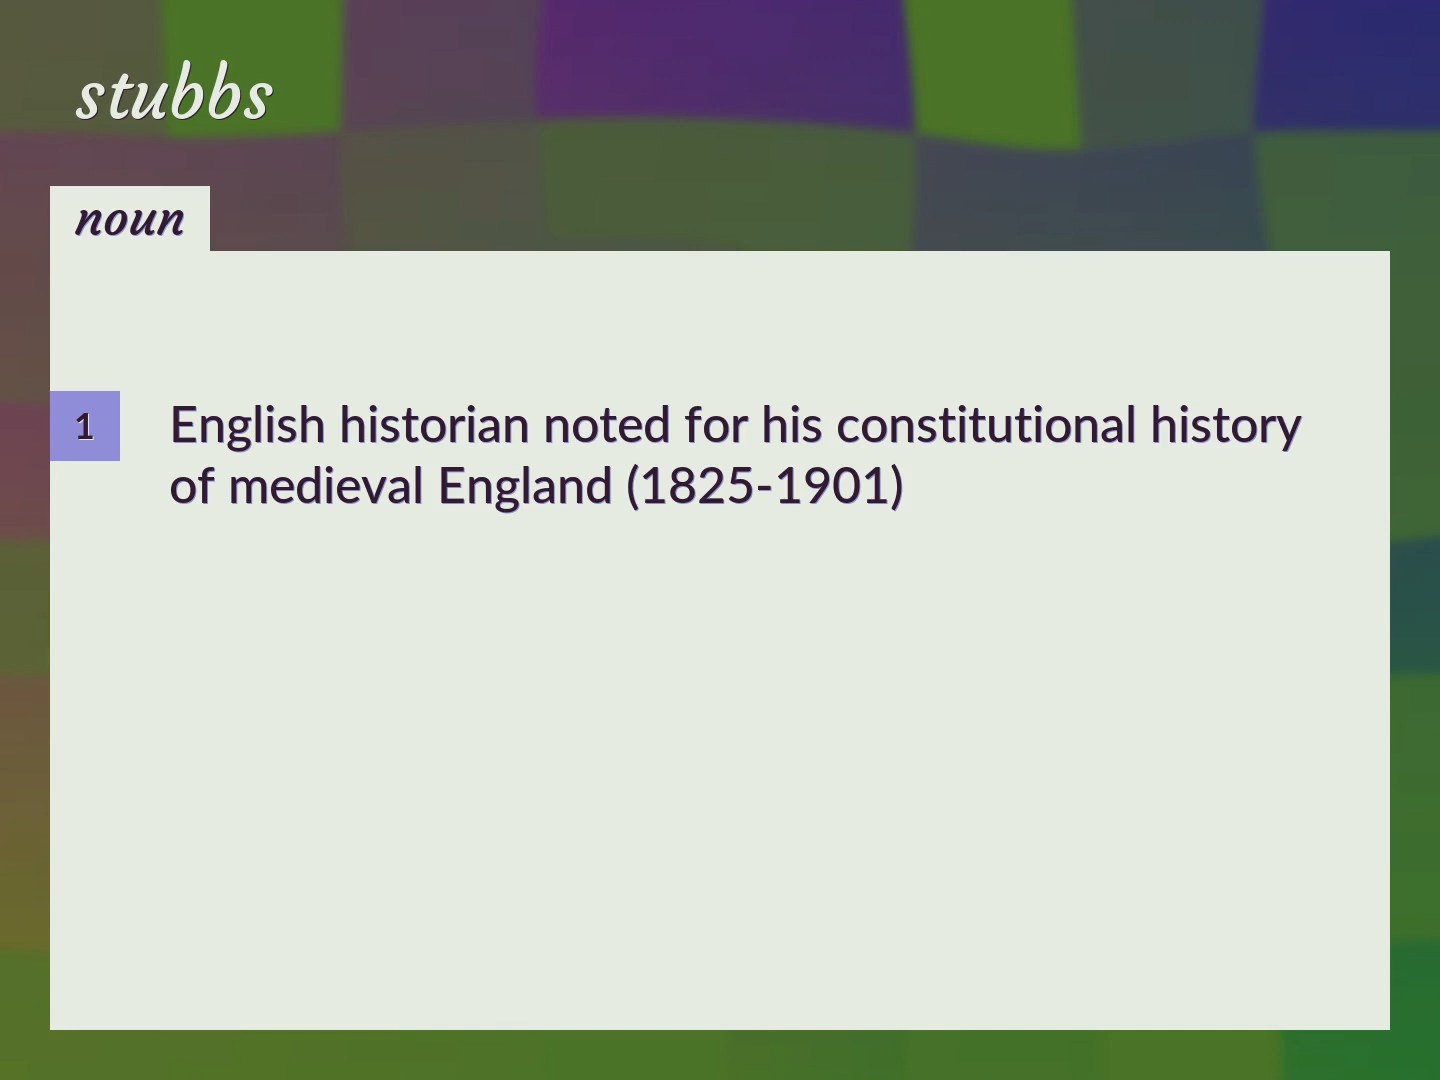 stubbs
noun
1
English historian noted for his constitutional history
of medieval England (1825-1901)